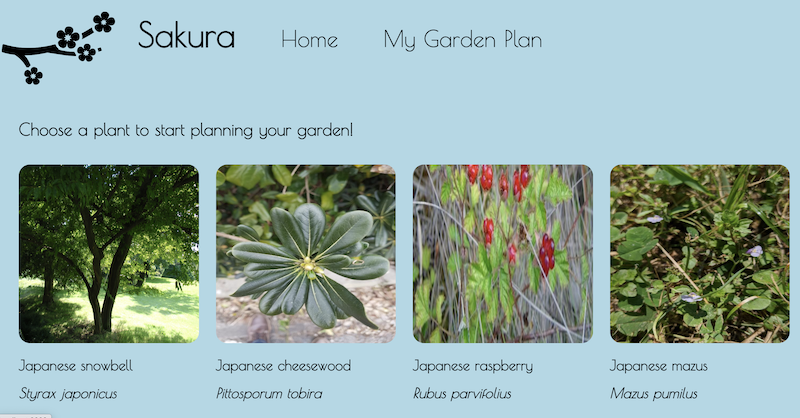 Sakura Home My Garden Plan
Choose a plant to start planning your garden!
Japanese snowbell Japanese cheesewood Japanese raspberry Japanese mazus
Styrax japonicus Pittosporum tobira Rubus parvifolius Mazus pumilus